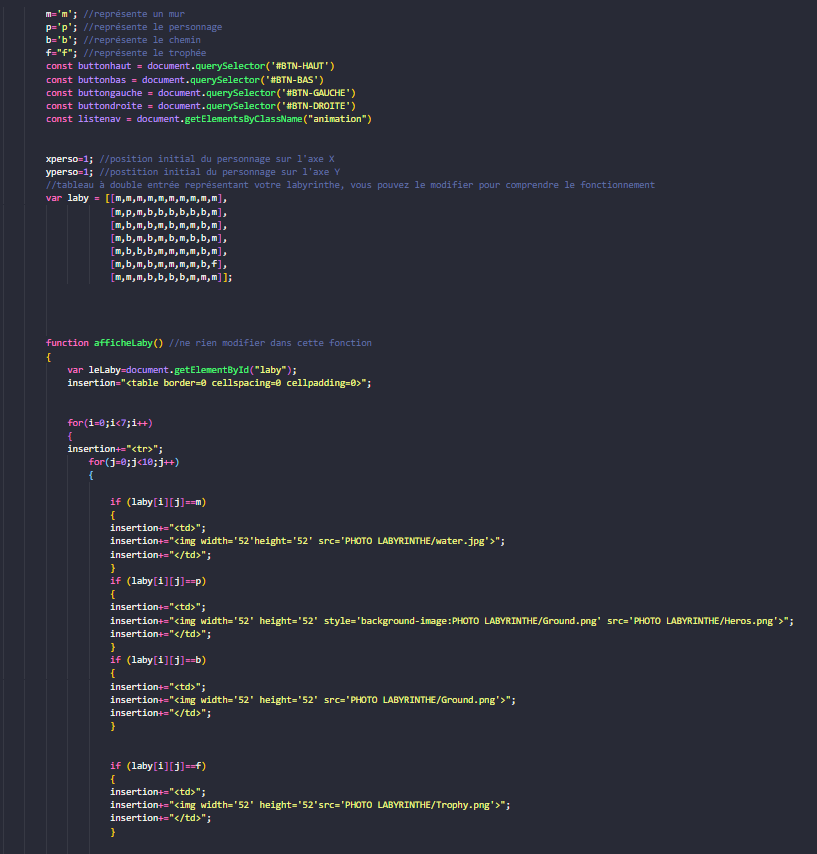 m='m'; //représente un mur
p='p'; //représente le personnage
b='b'; //représente le chemin
f="f"; //représente le trophée
const buttonhaut = document.querySelector('#BTN-HAUT')
const buttonbas = document.querySelector('#BTN-BAS')
const buttongauche = document.querySelector('#BTN-GAUCHE')
const buttondroite = document.querySelector('#BTN-DROITE')
const listenav = document.getElementsByClassName("animation")
xperso=1; //position initial du personnage sur l'axe X
yperso=1; //postition initial du personnage sur l'axe Y
//tableau à double entrée représentant votre labyrinthe, vous pouvez le modifier pour comprendre le fonctionnement
var laby = [[m,m,m,m,m,m,m,m,m,m],
[m,p,m,b,b,b,b,b,b,m],
[m,b,m,b,m,m,m,b,b,m],
[m,b,m,b,m,b,m,b,b,m],
[m,b,b,b,m,m,m,m,b,m],
[m,b,m,b,m,m,m,m,b,f],
[m,m,m,b,b,b,b,m,m,m]];
function afficheLaby() //ne rien modifier dans cette fonction
{
var leLaby=document.getElementById("laby");
insertion="<table border=0 cellspacing=0 cellpadding=0>";
for(i=0;i<7;i++)
{
insertion+="<tr>";
for(j=0;j<10;j++)
{
if (laby[i][j]==m)
{
insertion+="<td>";
insertion+="<img width='52'height='52' src='PHOTO LABYRINTHE/water.jpg'>";
insertion+="</td>";
}
if (laby[i][j]==p)
{
insertion+="<td>";
insertion+="<img width='52' height='52' style='background-image:PHOTO LABYRINTHE/Ground.png' src='PHOTO LABYRINTHE/Heros.png'>";
insertion+="</td>";
}
if (laby[i][j]==b)
{
insertion+="<td>";
insertion+="<img width='52' height='52' src='PHOTO LABYRINTHE/Ground.png'>";
insertion+="</td>";
}
if (laby[i][j]==f)
{
insertion+="<td>";
insertion+="<img width='52' height='52'src='PHOTO LABYRINTHE/Trophy.png'>";
insertion+="</td>";
}